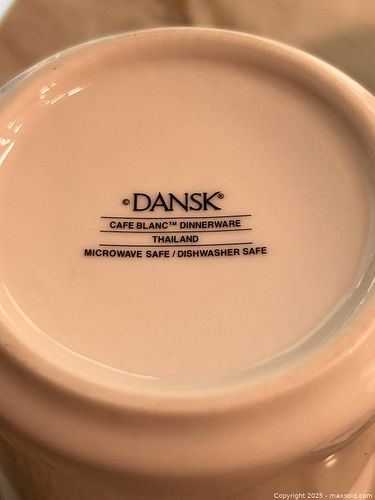 ©DANSK®
CAFE BLANC™ DINNERWARE
THAILAND
MICROWAVE SAFE / DISHWASHER SAFE
Copyright 2025 - maxsold.com